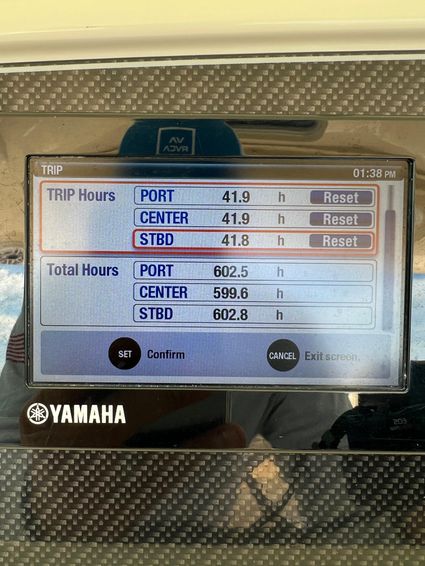 TRIP 01:38 PM
TRIP Hours PORT 41.9 h Reset
CENTER 41.9 h Reset
STBD 41.8 h Reset
Total Hours PORT 602.5 h
CENTER 599.6 h
STBD 602.8 h
SET Confirm CANCEL Exit screen.
YAMAHA